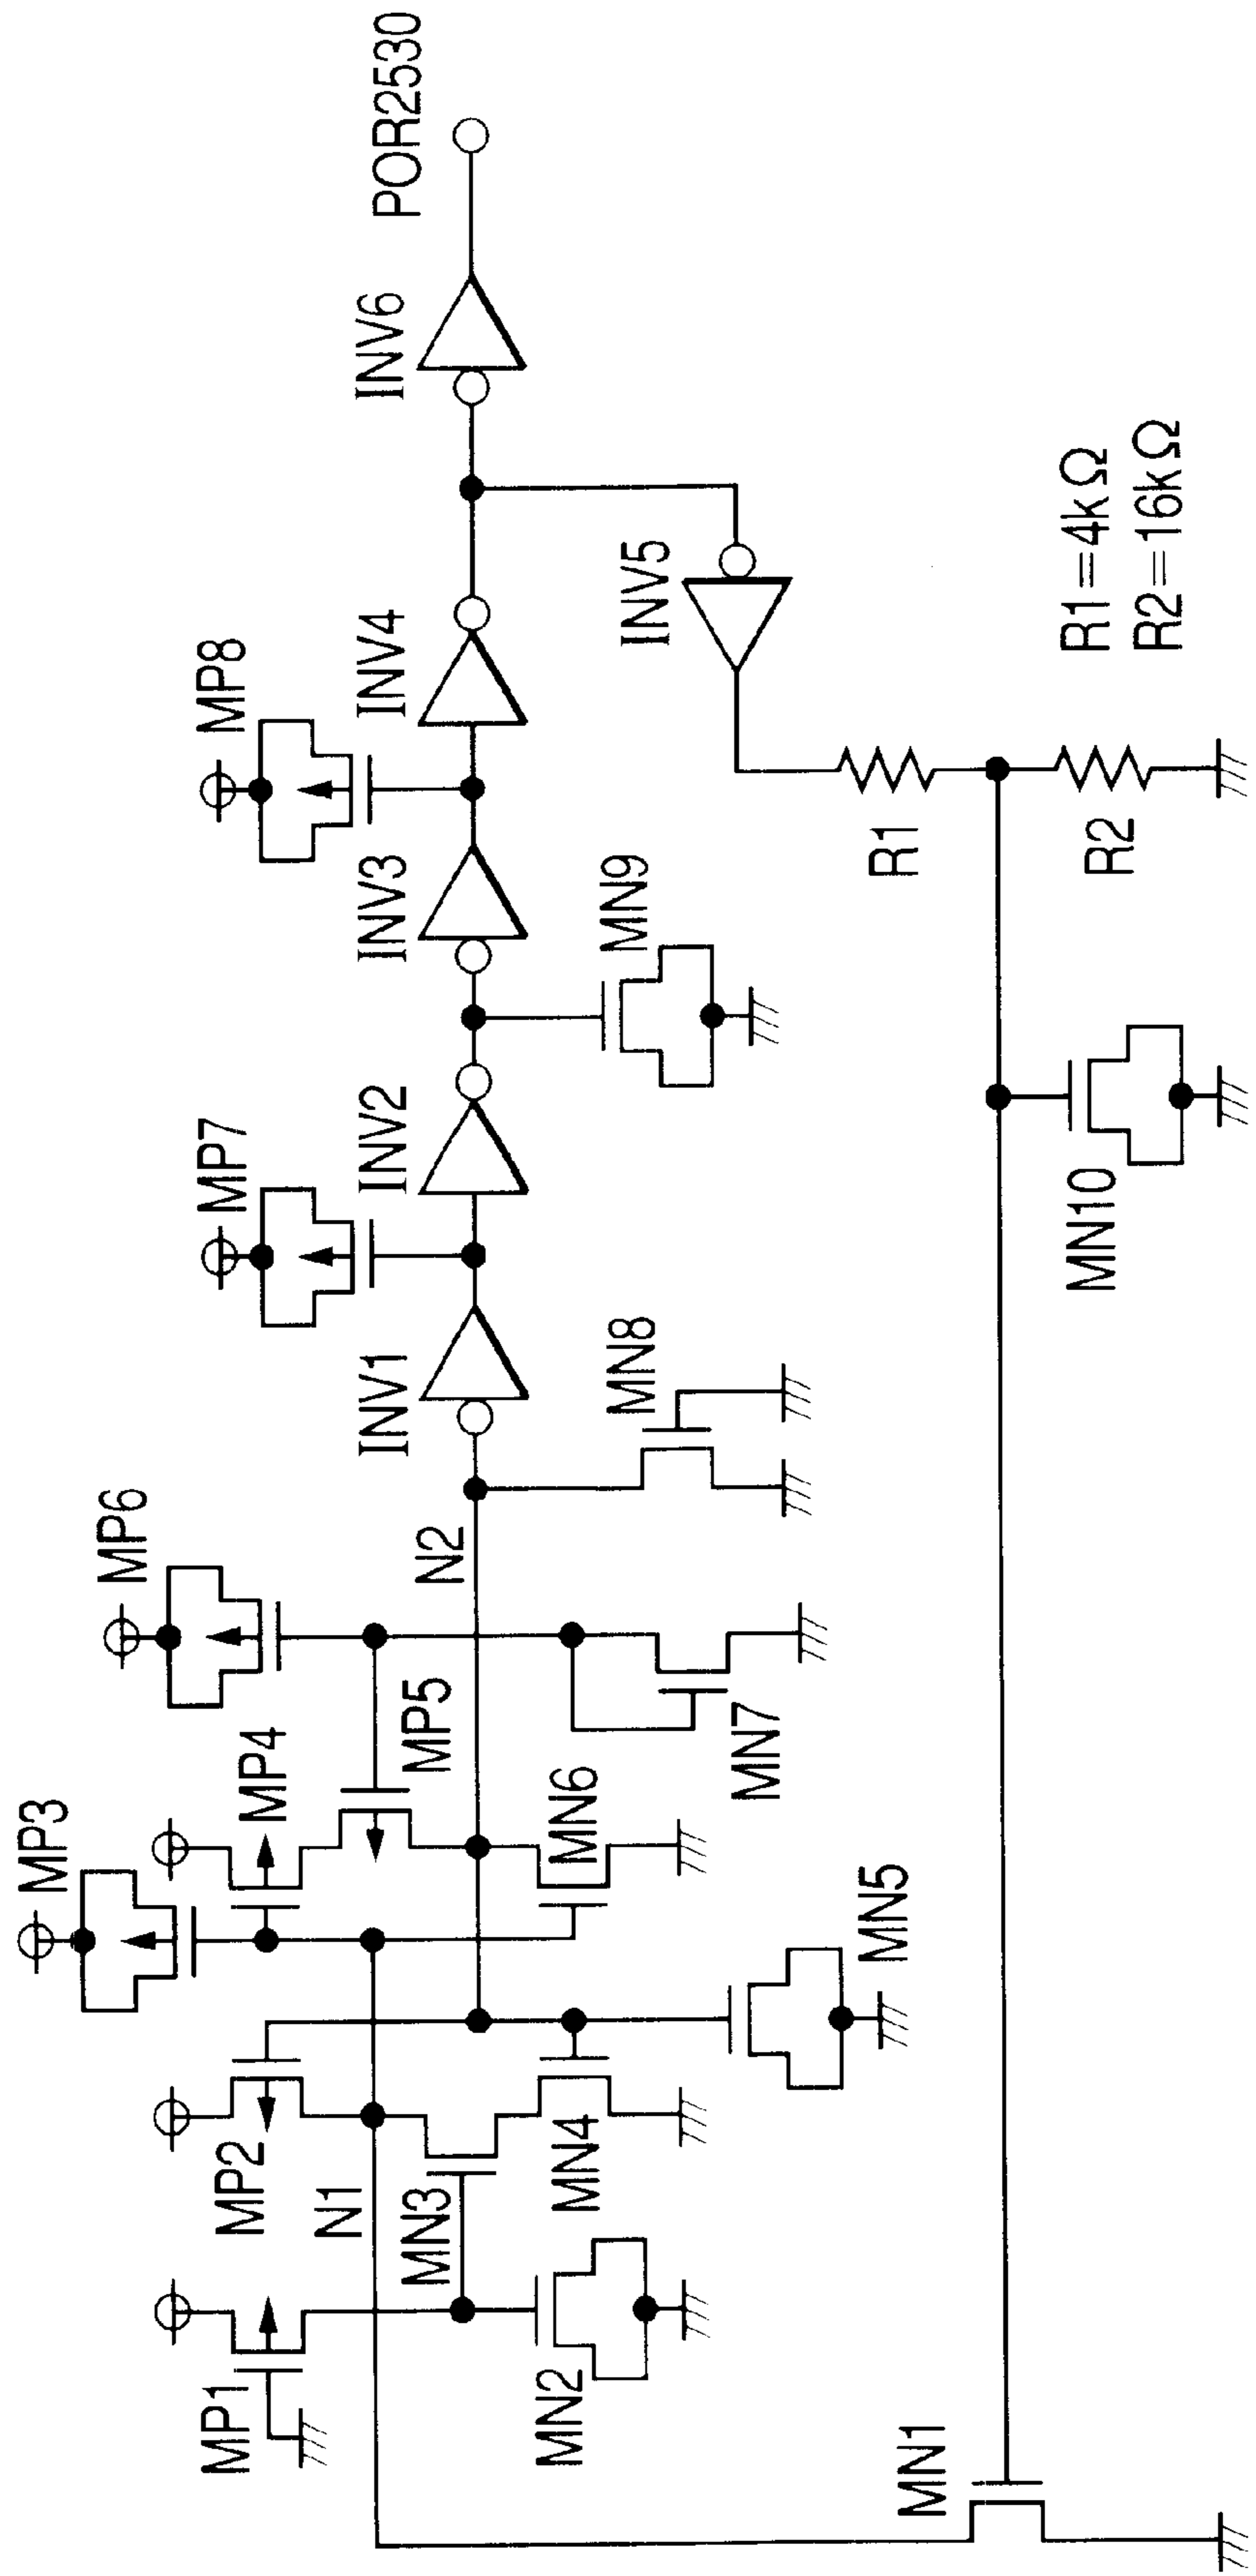 MP3
MP6
MP4
MP7
MP8
MP1
MP2
N1
MN3
MP5
N2
INV1
INV2
INV3
INV4
INV6
POR2530
MN2
MN4
MN6
MN7
MN8
MN9
INV5
MN5
MN1
MN10
R1
R2
R1=4kΩ
R2=16kΩ